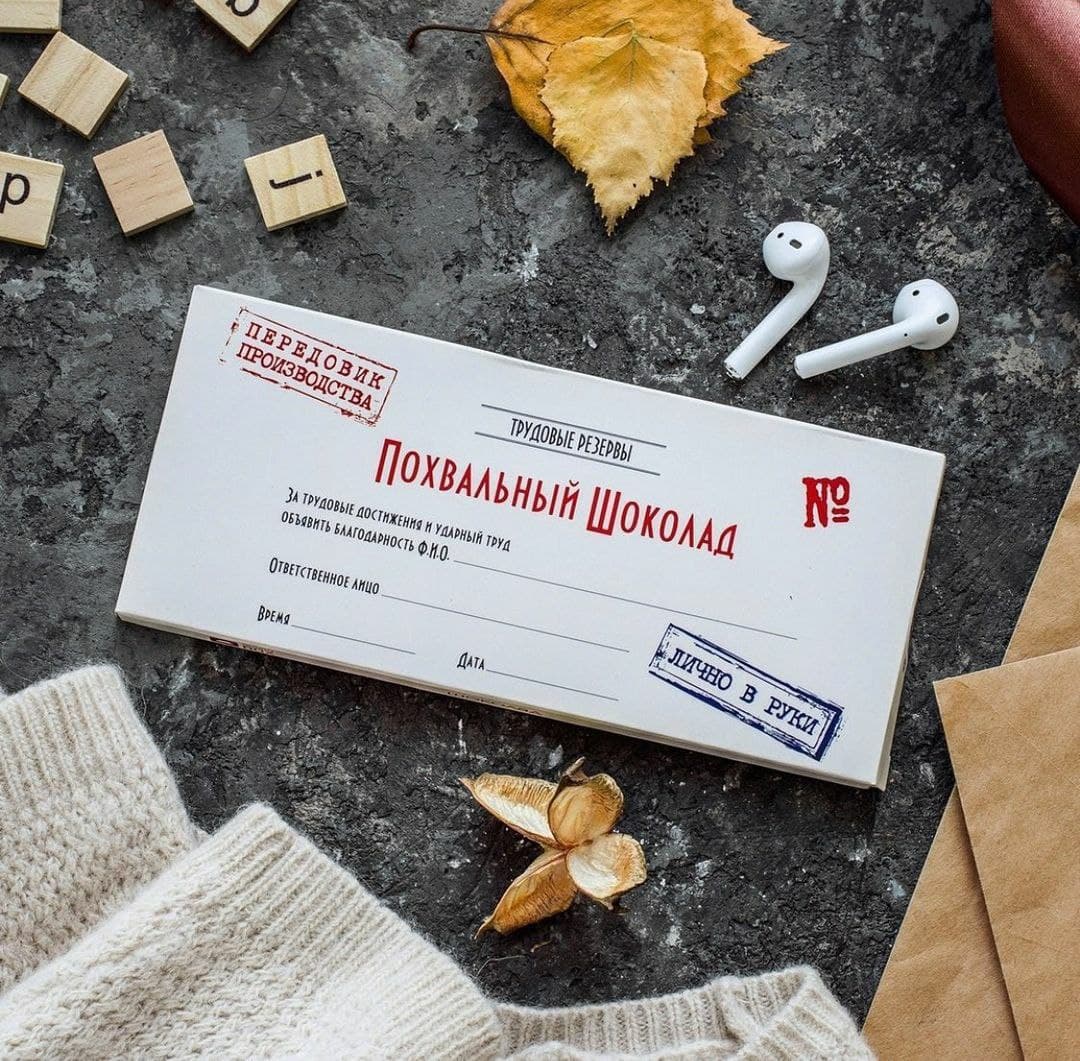 ь
р
ПЕРЕДОВИК
ПРОИЗВОДСТВА
ТРУДОВЫЕ РЕЗЕРВЫ
Похвальный Шоколад
№
За трудовые достижения и ударный труд
объявить благодарность Ф.И.О.
Ответственное лицо
Время
Дата
ЛИЧНО В РУКИ